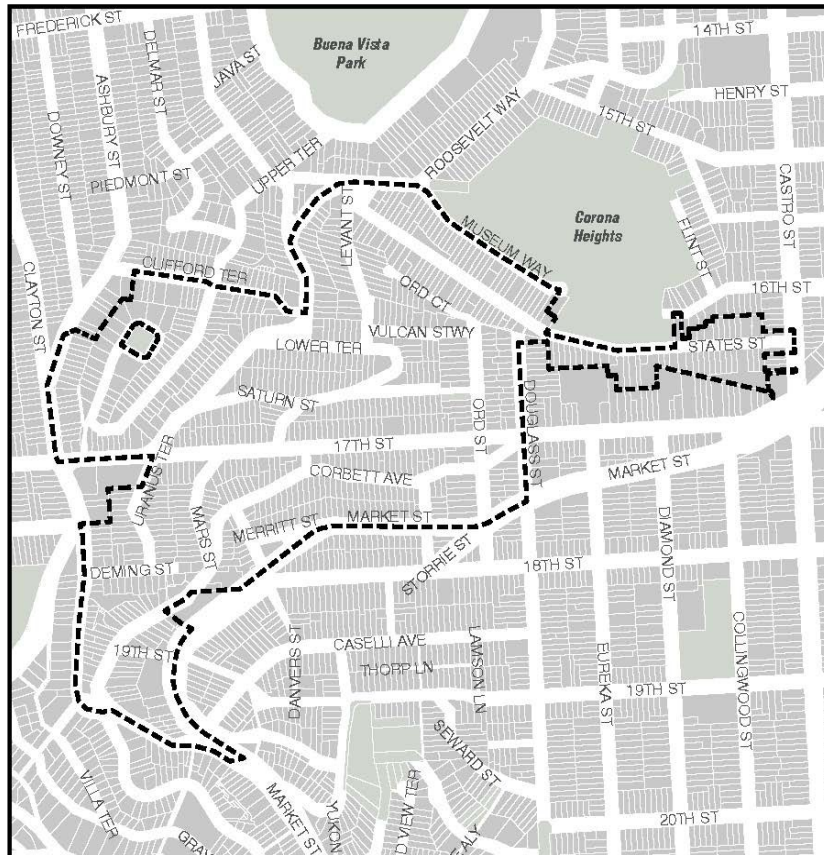 FREDERICK ST
Buena Vista
Park
14TH ST
DELMAR ST
JAVA ST
ASHBURY ST
HENRY ST
DOWNEY ST
ROOSEVELT WAY
15TH ST
UPPER TER
PIEDMONT ST
CASTRO ST
LEVANT ST
Corona
Heights
MUSEUM WAY
FLINT ST
CLAYTON ST
CLIFFORD TER
ORD CT
16TH ST
VULCAN STWY
LOWER TER
STATES ST
SATURN ST
DOUGLASS ST
ORD ST
17TH ST
MARKET ST
CORBETT AVE
URANUS TER
MARS ST
MERRITT ST
MARKET ST
STORRIE ST
18TH ST
DIAMOND ST
DEMING ST
COLLINGWOOD ST
CASELLI AVE
19TH ST
DANVERS ST
THORP LN
LAMSON LN
EUREKA ST
19TH ST
SEWARD ST
VILLA TER
MARKET ST
YUKON
D VIEW TER
EALY
20TH ST
GRAV